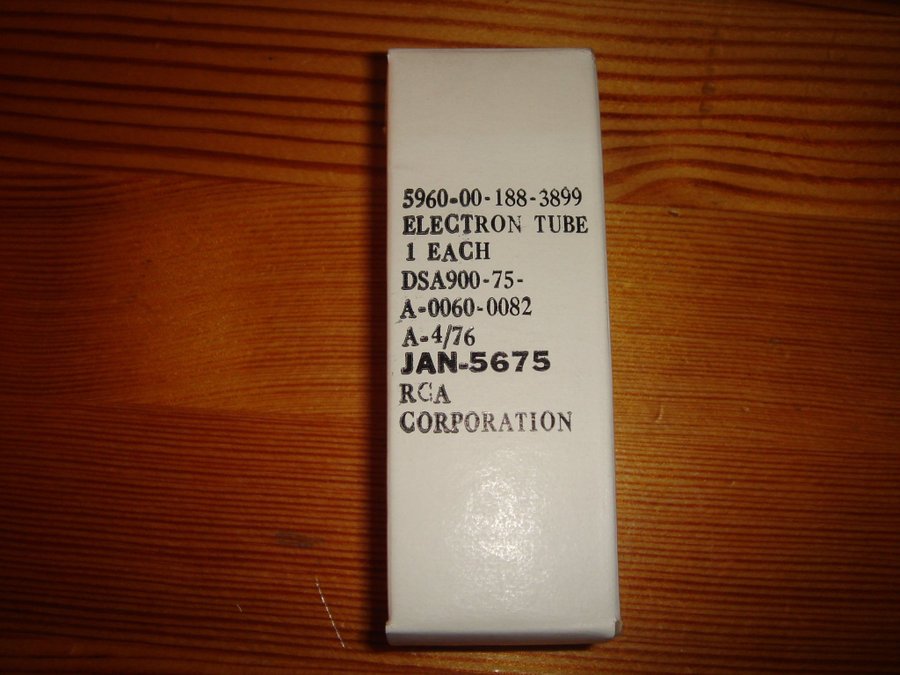 5960-00-188-3899
ELECTRON TUBE
1 EACH
DSA900-75-
A-0060-0082
A-4/76
JAN-5675
RCA
CORPORATION